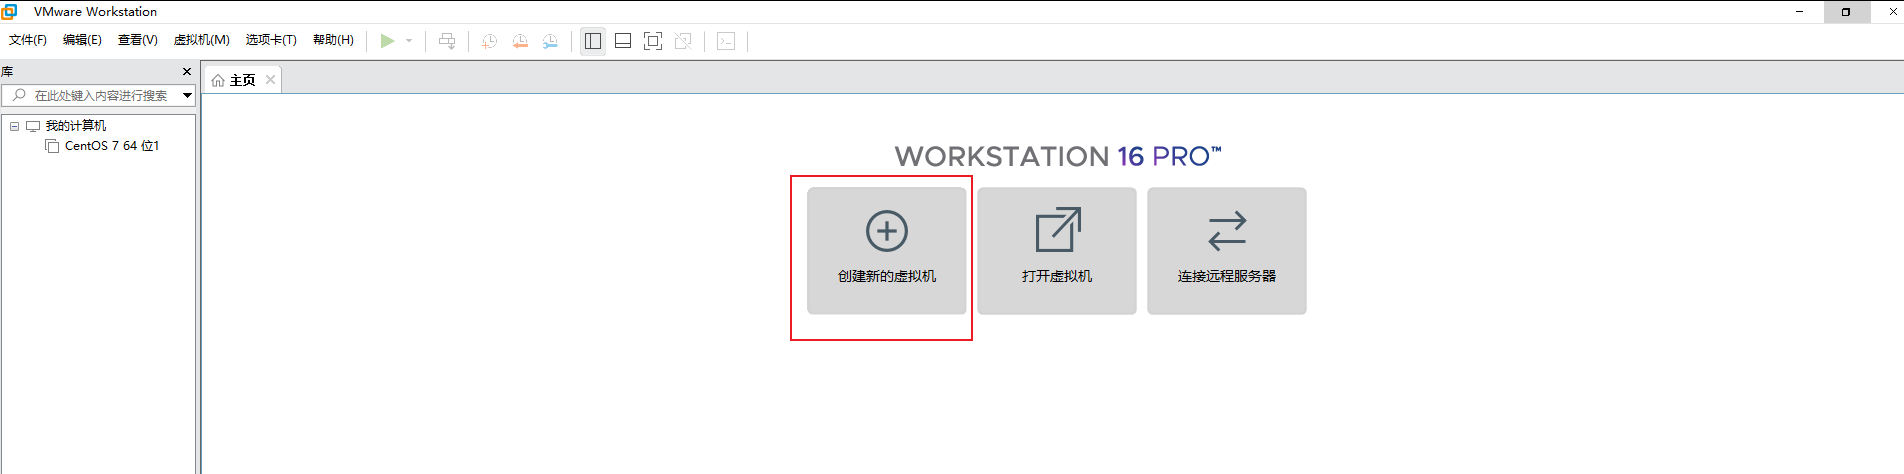 VMware Workstation
文件(F) 编辑(E) 查看(V) 虚拟机(M) 选项卡(T) 帮助(H)
库
主页
在此处键入内容进行搜索
我的计算机
CentOS 7 64 位1
WORKSTATION 16 PRO™
创建新的虚拟机 打开虚拟机 连接远程服务器